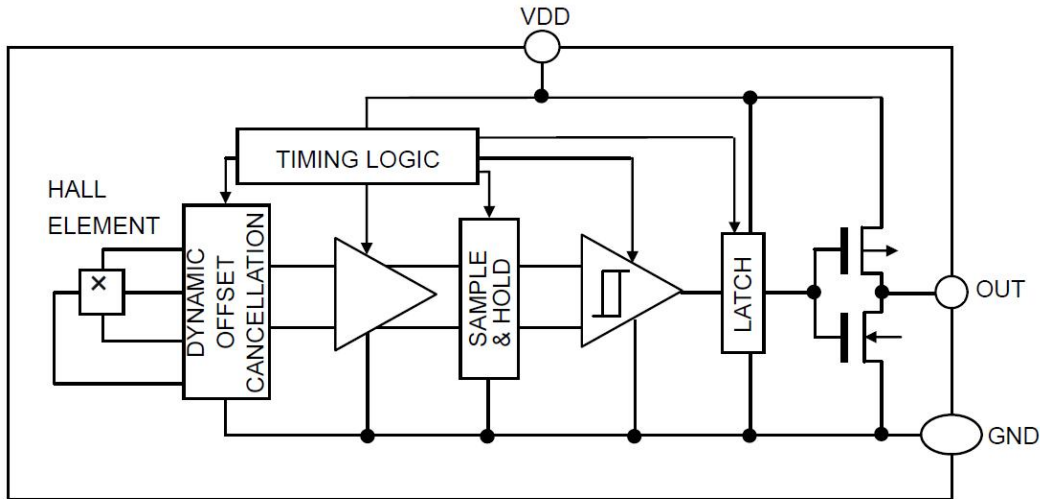 VDD
TIMING LOGIC
HALL
ELEMENT
DYNAMIC
OFFSET
CANCELLATION
SAMPLE
& HOLD
LATCH
OUT
GND